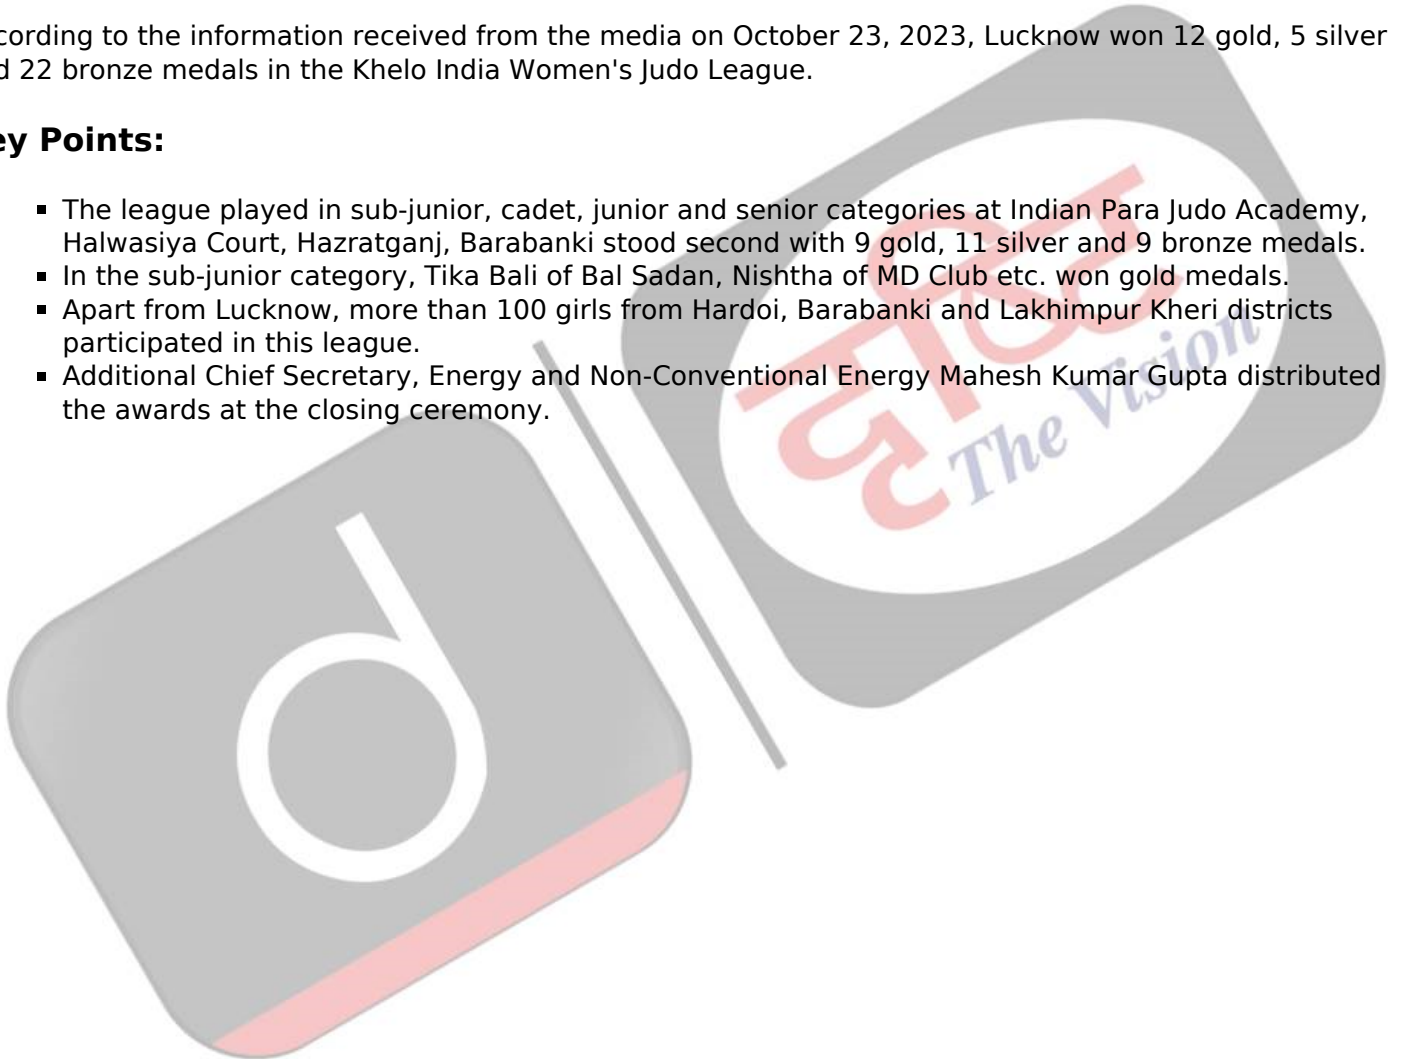 cording to the information received from the media on October 23, 2023, Lucknow won 12 gold, 5 silver
d 22 bronze medals in the Khelo India Women's Judo League.
ey Points:
▪ The league played in sub-junior, cadet, junior and senior categories at Indian Para Judo Academy,
Halwasiya Court, Hazratganj, Barabanki stood second with 9 gold, 11 silver and 9 bronze medals.
▪ In the sub-junior category, Tika Bali of Bal Sadan, Nishtha of MD Club etc. won gold medals.
▪ Apart from Lucknow, more than 100 girls from Hardoi, Barabanki and Lakhimpur Kheri districts
participated in this league.
▪ Additional Chief Secretary, Energy and Non-Conventional Energy Mahesh Kumar Gupta distributed
the awards at the closing ceremony.
दृष्टि
The Vision
d